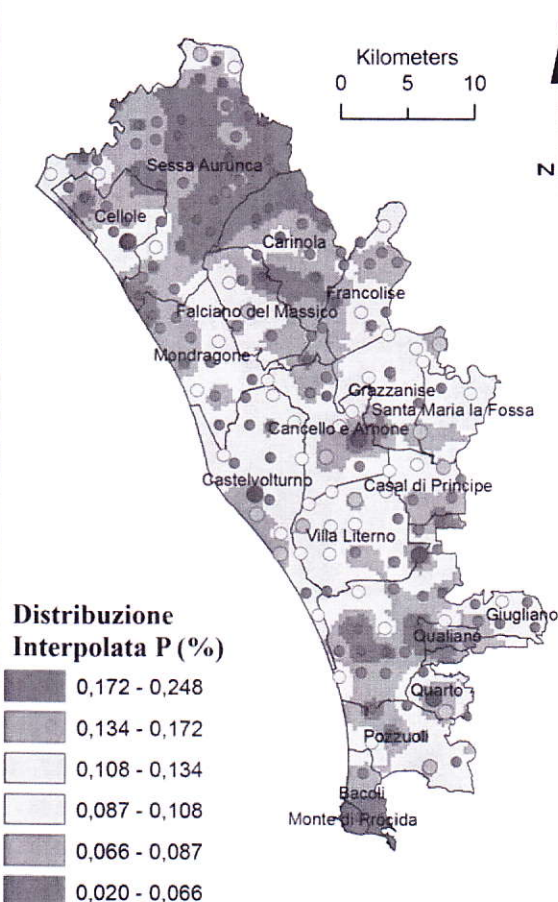 Kilometers
0 5 10
N
Sessa Aurunca
Cellole
Carinola
Francolise
Falciano del Massico
Mondragone
Grazzanise
Santa Maria la Fossa
Cancello e Arnone
Castelvolturno
Casal di Principe
Villa Literno
Giugliano
Qualiano
Quarto
Pozzuoli
Bacoli
Monte di Procida
Distribuzione
Interpolata P (%)
0,172 - 0,248
0,134 - 0,172
0,108 - 0,134
0,087 - 0,108
0,066 - 0,087
0,020 - 0,066